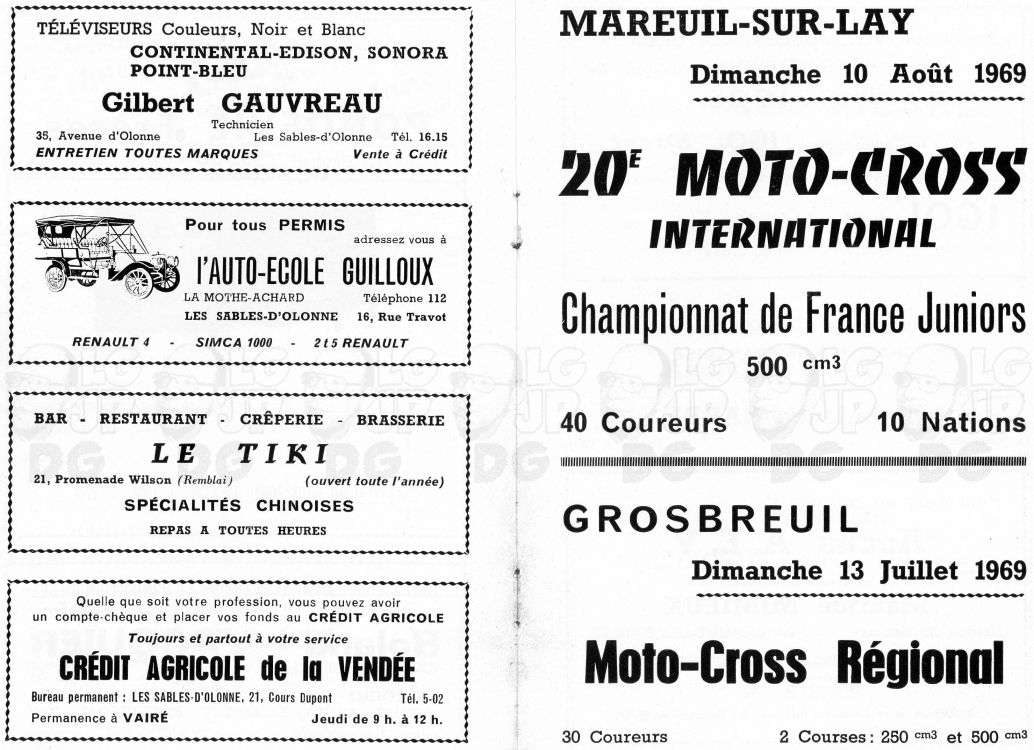 TÉLÉVISEURS Couleurs, Noir et Blanc
CONTINENTAL-EDISON, SONORA
POINT-BLEU
Gilbert GAUVREAU
Technicien
35, Avenue d'Olonne Les Sables-d'Olonne Tél. 16.15
ENTRETIEN TOUTES MARQUES Vente à Crédit
Pour tous PERMIS
adressez vous à
l'AUTO-ECOLE GUILLOUX
LA MOTHE-ACHARD Téléphone 112
LES SABLES-D'OLONNE 16, Rue Travot
RENAULT 4 - SIMCA 1000 - 2 t 5 RENAULT
BAR - RESTAURANT - CRÊPERIE - BRASSERIE
LE TIKI
21, Promenade Wilson (Remblai) (ouvert toute l'année)
SPÉCIALITÉS CHINOISES
REPAS A TOUTES HEURES
Quelle que soit votre profession, vous pouvez avoir
un compte-chèque et placer vos fonds au CRÉDIT AGRICOLE
Toujours et partout à votre service
CRÉDIT AGRICOLE de la VENDÉE
Bureau permanent : LES SABLES-D'OLONNE, 21, Cours Dupont Tél. 5-02
Permanence à VAIRÉ Jeudi de 9 h. à 12 h.
MAREUIL-SUR-LAY
Dimanche 10 Août 1969
20E MOTO-CROSS
INTERNATIONAL
Championnat de France Juniors
500 cm3
40 Coureurs 10 Nations
GROSBREUIL
Dimanche 13 Juillet 1969
Moto-Cross Régional
30 Coureurs 2 Courses : 250 cm3 et 500 cm3
LG JP DG